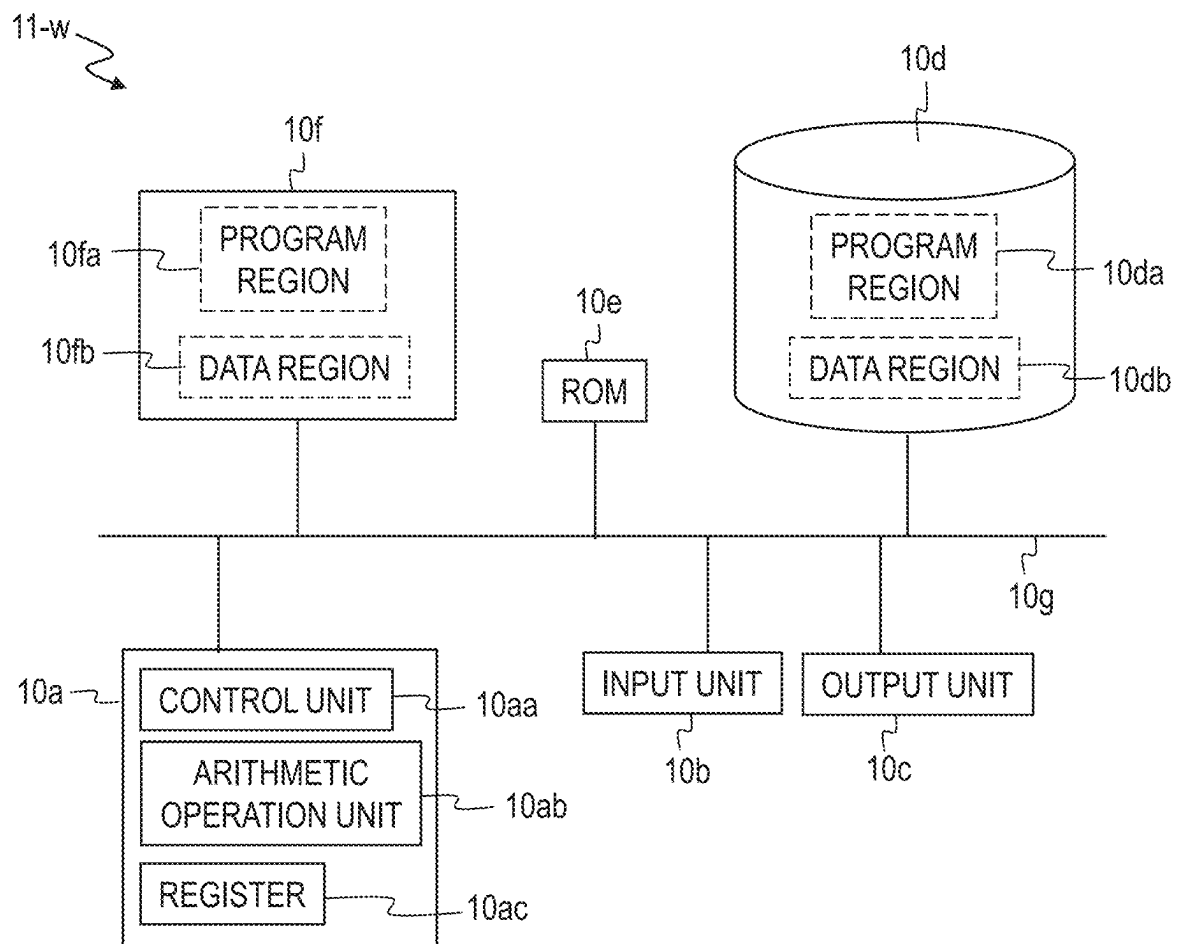 11-w
10d
10f
PROGRAM
REGION
10fa
PROGRAM
REGION
10da
10e
10fb
DATA REGION
ROM
DATA REGION
10db
10g
10a
CONTROL UNIT
10aa
INPUT UNIT
OUTPUT UNIT
10b
10c
ARITHMETIC
OPERATION UNIT
10ab
REGISTER
10ac